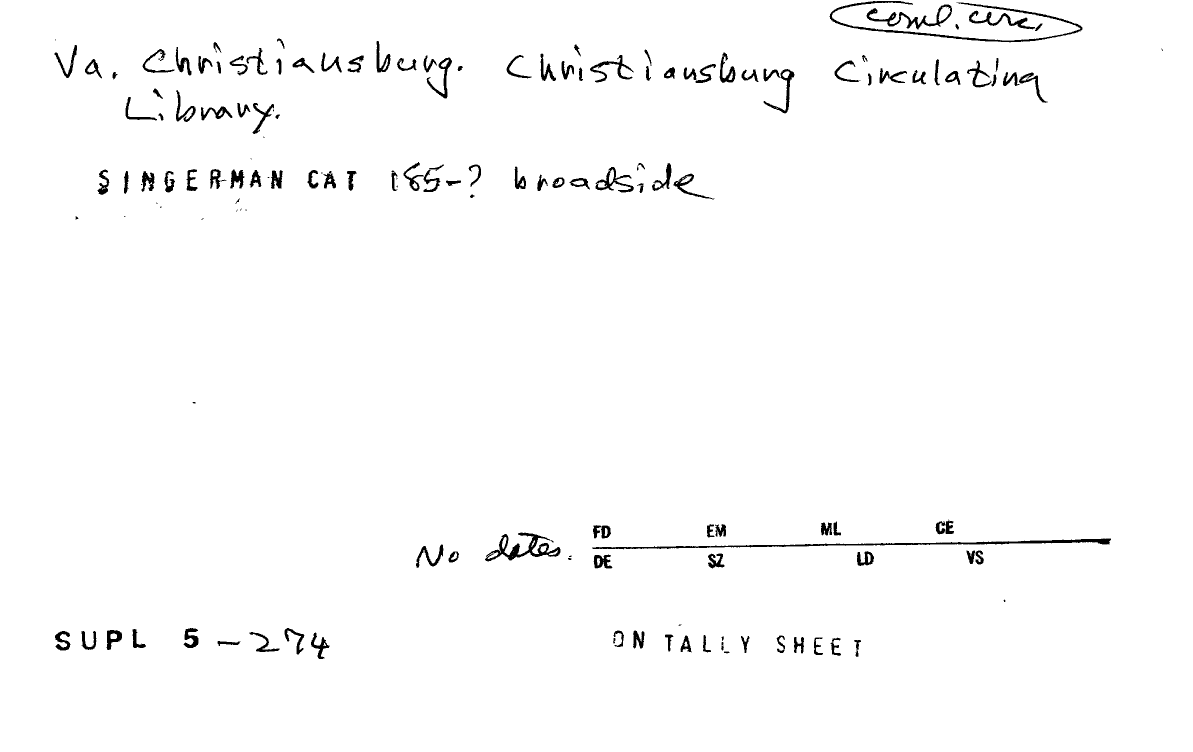 coml. circ.
Va. Christiansburg. Christiansburg Circulating
Library.
SINGERMAN CAT 185-? broadside
FD EM ML CE
No dates. DE SZ LD VS
SUPL 5-274 ON TALLY SHEET